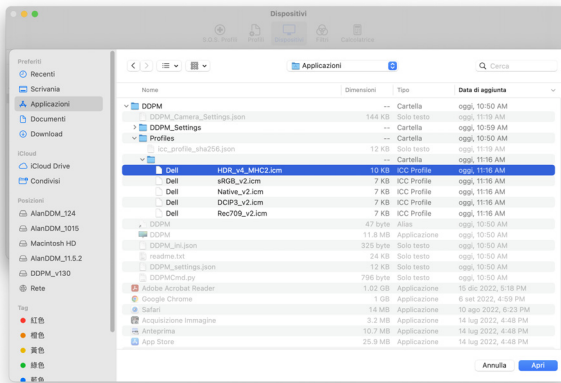 Dispositivi
Profili
Dispositivi
Filtri
Calcolatrice
Preferiti
Recenti
Scrivania
Applicazioni
Documenti
Download
iCloud
iCloud Drive
Condivisi
Posizioni
AlanDDM_124
AlanDDM_1015
Macintosh HD
AlanDDM_11.5.2
DDPM_v130
Rete
Tag
紅色
橙色
黃色
綠色
藍色
Applicazioni
Cerca
Nome Dimensioni Tipo Data di aggiunta
DDPM -- Cartella oggi, 10:50 AM
DDPM_Camera_Settings.json 144 KB Solo testo oggi, 11:19 AM
DDPM_Settings -- Cartella oggi, 10:59 AM
Profiles -- Cartella oggi, 10:50 AM
icc_profile_sha256.json 12 KB Solo testo oggi, 11:19 AM
-- Cartella oggi, 11:16 AM
Dell HDR_v4_MHC2.icm 10 KB ICC Profile oggi, 11:16 AM
Dell sRGB_v2.icm 7 KB ICC Profile oggi, 11:16 AM
Dell Native_v2.icm 7 KB ICC Profile oggi, 11:16 AM
Dell DCIP3_v2.icm 7 KB ICC Profile oggi, 11:16 AM
Dell Rec709_v2.icm 7 KB ICC Profile oggi, 11:16 AM
DDPM 47 byte Alias oggi, 10:50 AM
DDPM 11.8 MB Applicazione oggi, 10:50 AM
DDPM_ini.json 325 byte Solo testo oggi, 10:50 AM
readme.txt 24 KB Solo testo oggi, 10:50 AM
DDPM_settings.json 12 KB Solo testo oggi, 10:50 AM
DDPMCmd.py 796 byte Solo testo oggi, 10:50 AM
Adobe Acrobat Reader 1.02 GB Applicazione 15 dic 2022, 5:18 PM
Google Chrome 1 GB Applicazione 6 set 2022, 4:59 PM
Safari 14 MB Applicazione 10 ago 2022, 6:23 PM
Acquisizione Immagine 3.2 MB Applicazione 14 lug 2022, 4:48 PM
Anteprima 10.7 MB Applicazione 14 lug 2022, 4:48 PM
App Store 25.9 MB Applicazione 14 lug 2022, 4:48 PM
Annulla
Apri